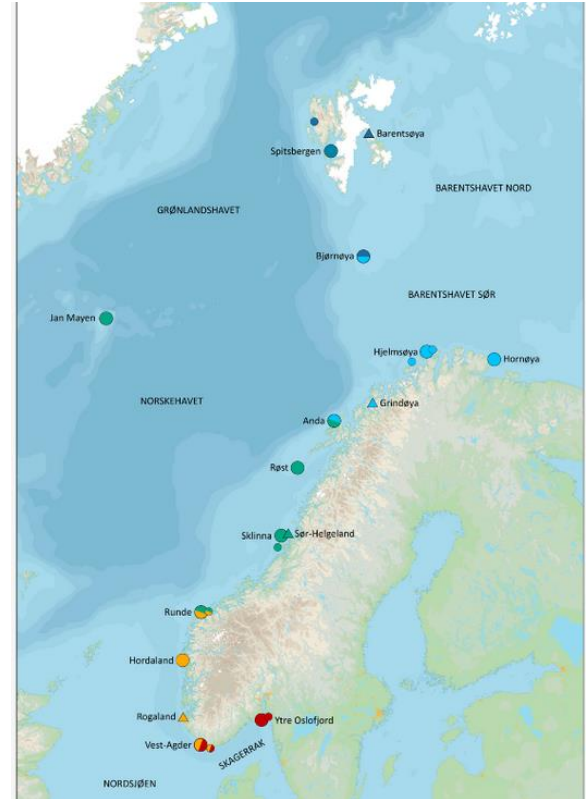 Barentsøya
Spitsbergen
BARENTSHAVET NORD
GRØNLANDSHAVET
Bjørnøya
BARENTSHAVET SØR
Jan Mayen
Hjelmsøya
Hornøya
NORSKEHAVET
Grindøya
Anda
Røst
Sklinna
Sør-Helgeland
Runde
Hordaland
Rogaland
Ytre Oslofjord
Vest-Agder
SKAGERRAK
NORDSJØEN